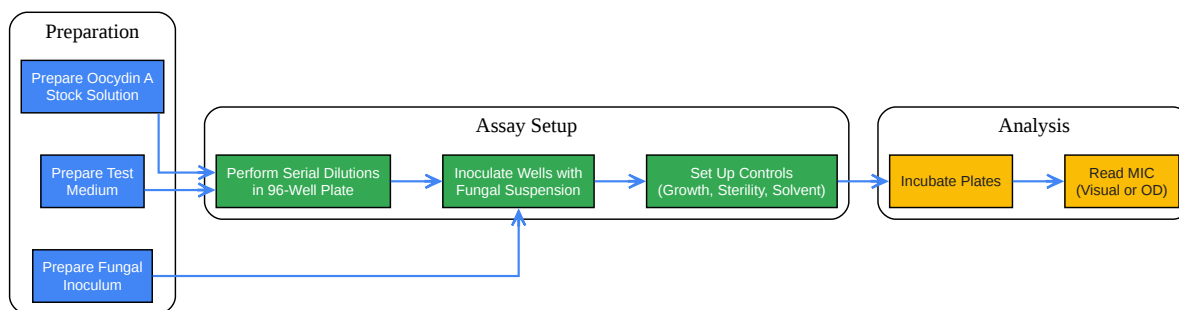 Preparation
Prepare Oocydin A
Stock Solution
Prepare Test
Medium
Prepare Fungal
Inoculum
Assay Setup
Perform Serial Dilutions
in 96-Well Plate
Inoculate Wells with
Fungal Suspension
Set Up Controls
(Growth, Sterility, Solvent)
Analysis
Incubate Plates
Read MIC
(Visual or OD)